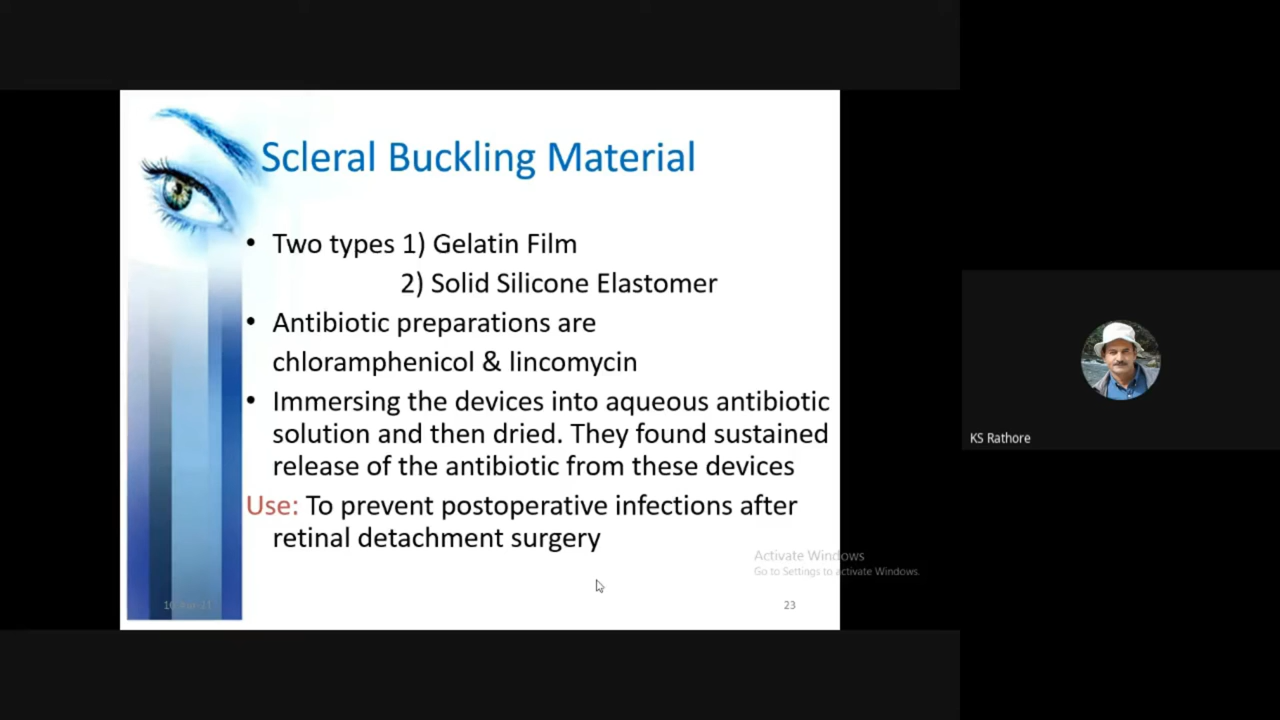 Scleral Buckling Material
• Two types 1) Gelatin Film
2) Solid Silicone Elastomer
• Antibiotic preparations are
chloramphenicol & lincomycin
• Immersing the devices into aqueous antibiotic
solution and then dried. They found sustained
release of the antibiotic from these devices
Use: To prevent postoperative infections after
retinal detachment surgery
Activate Windows
Go to Settings to activate Windows.
23
KS Rathore